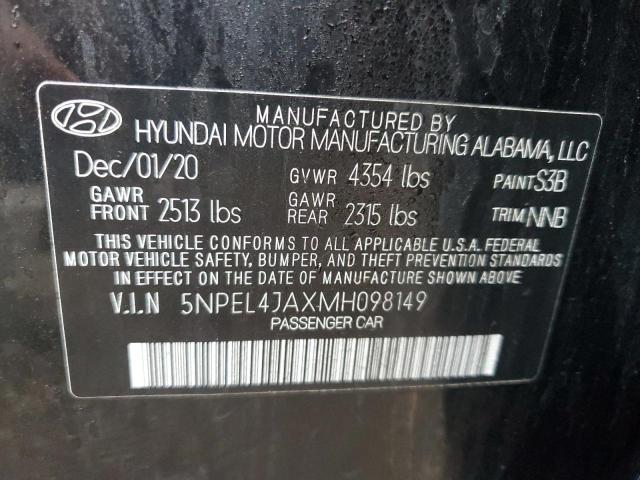 MANUFACTURED BY
HYUNDAI MOTOR MANUFACTURING ALABAMA, LLC
Dec/01/20 GVWR 4354 lbs PAINT S3B
GAWR FRONT 2513 lbs GAWR REAR 2315 lbs TRIM NNB
THIS VEHICLE CONFORMS TO ALL APPLICABLE U.S.A. FEDERAL
MOTOR VEHICLE SAFETY, BUMPER, AND THEFT PREVENTION STANDARDS
IN EFFECT ON THE DATE OF MANUFACTURE SHOWN ABOVE.
V.I.N 5NPEL4JAXMH098149
PASSENGER CAR